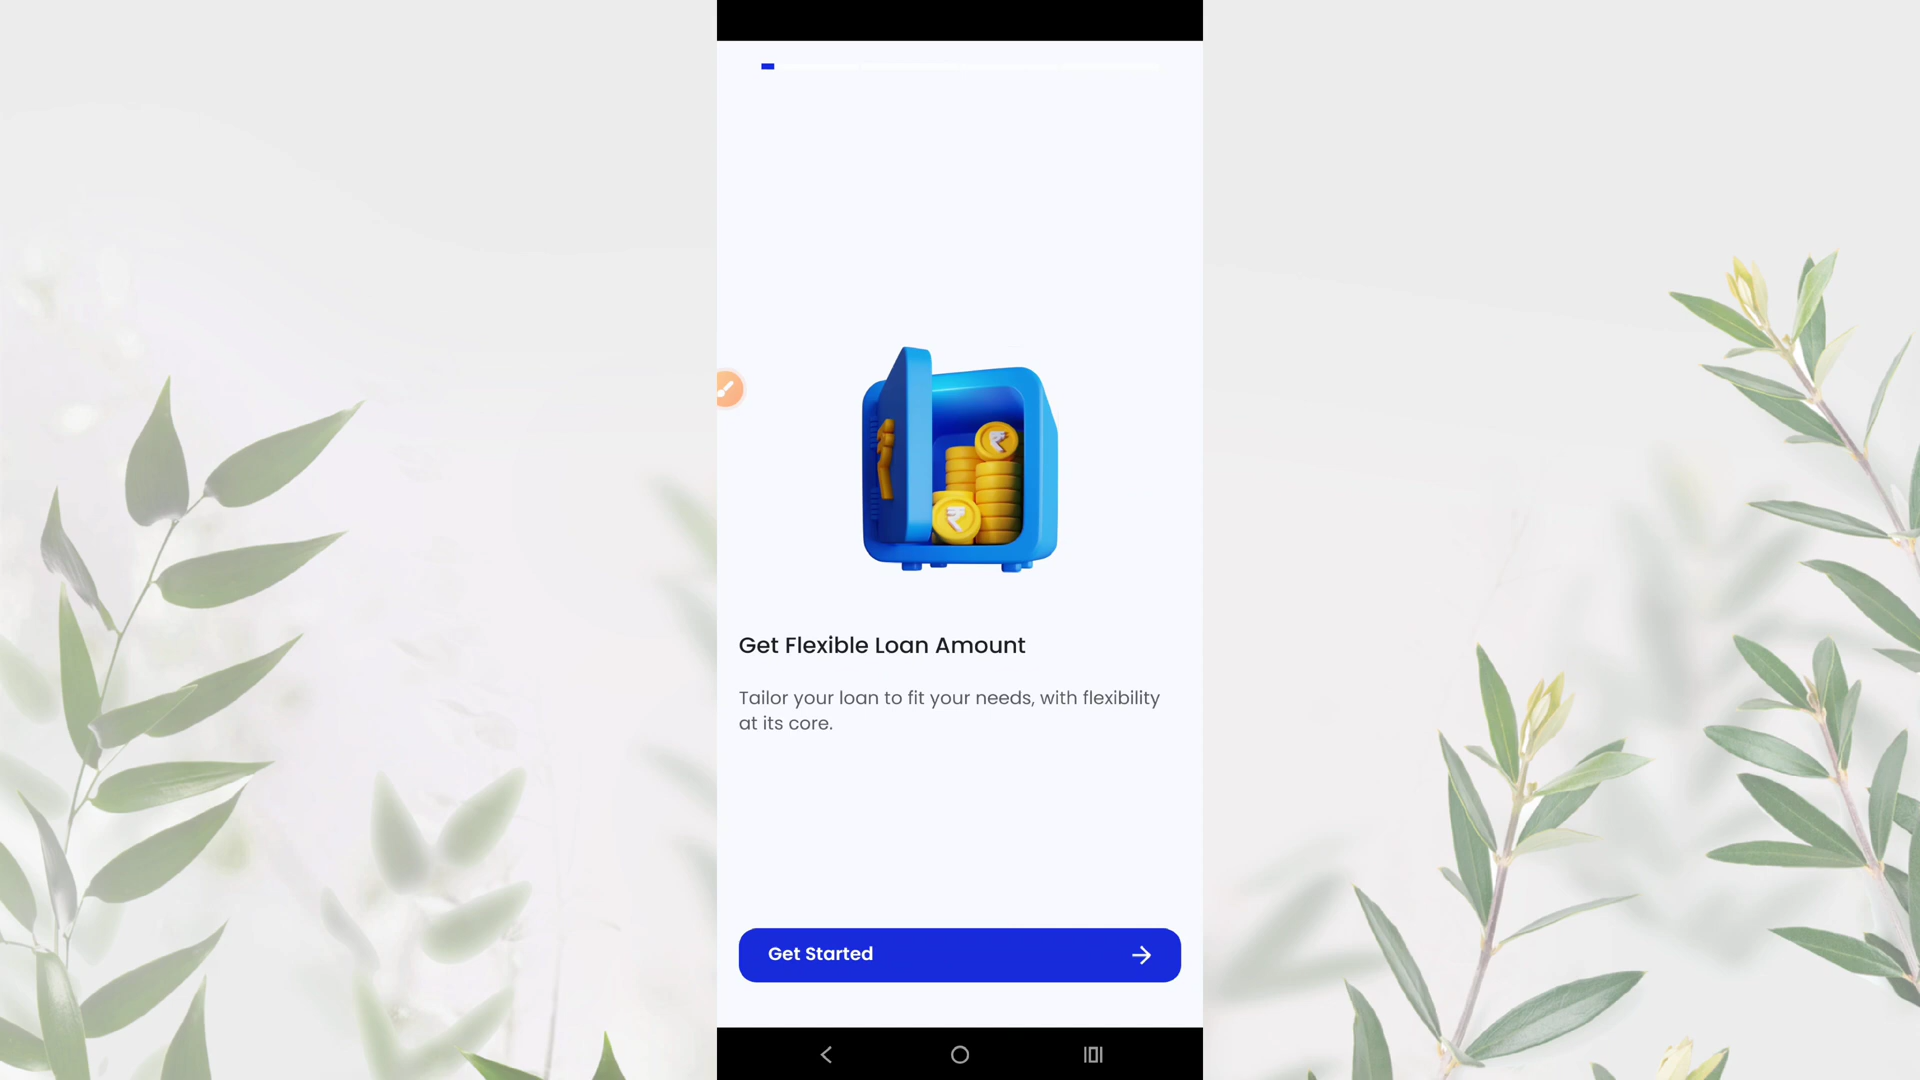 ₹
₹
Get Flexible Loan Amount
Tailor your loan to fit your needs, with flexibility
at its core.
Get Started